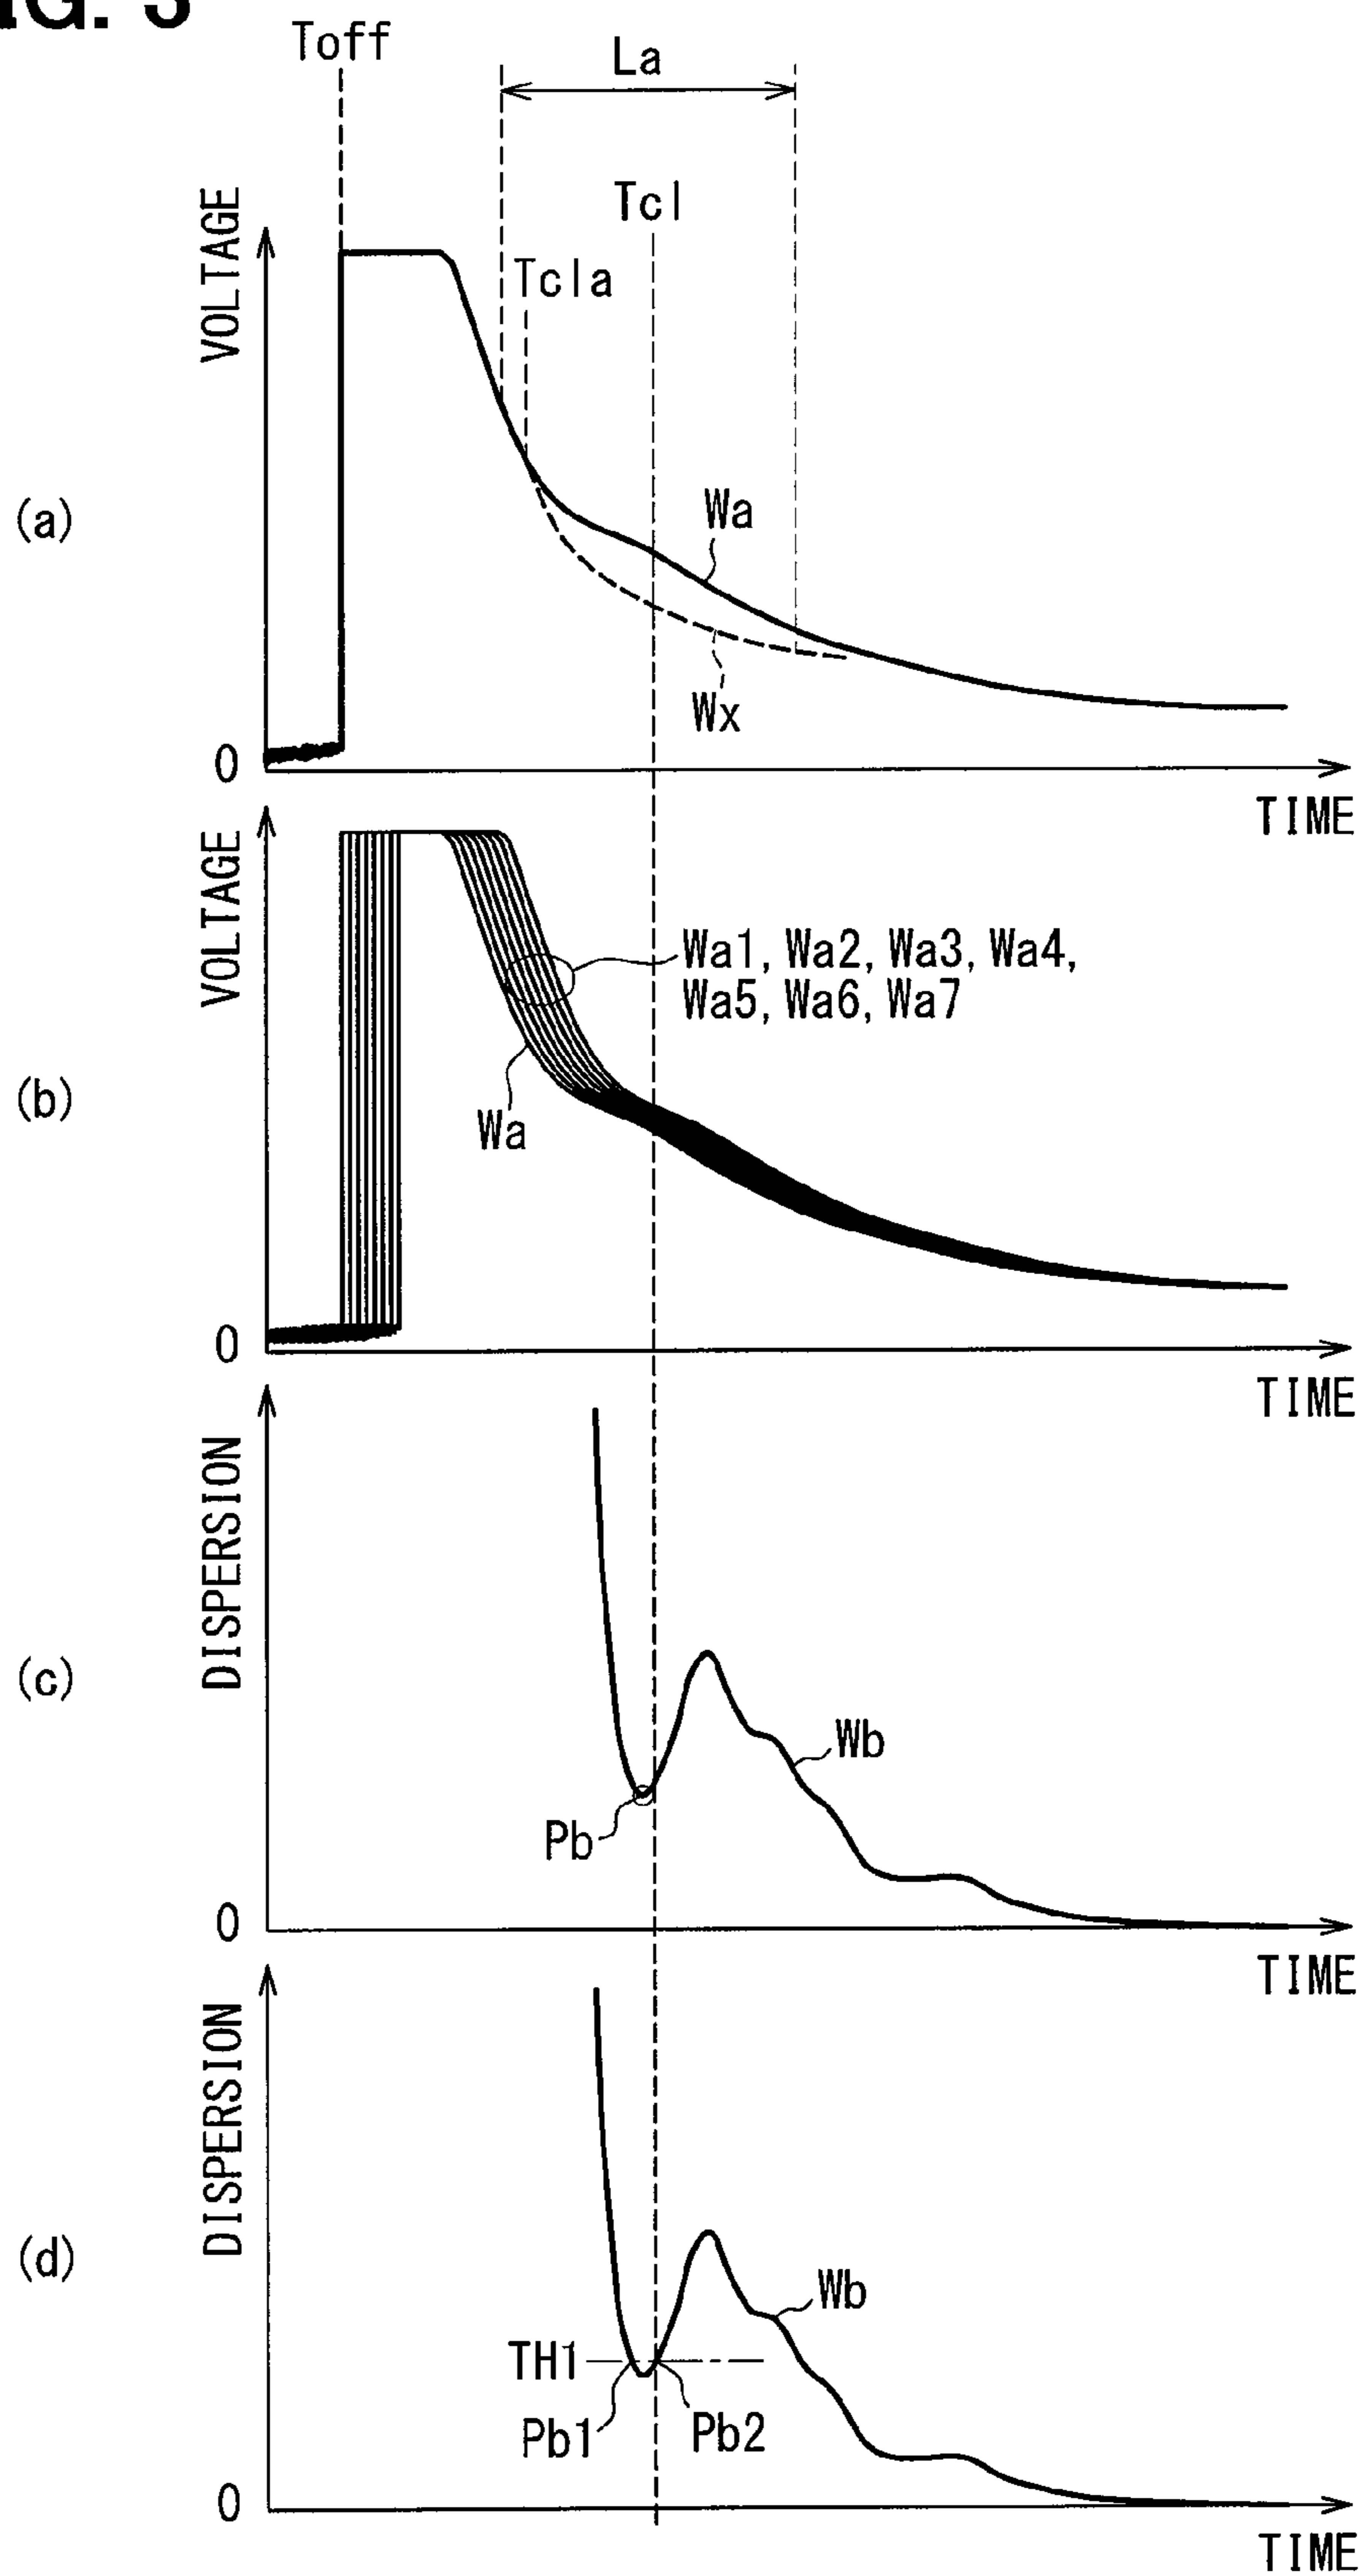 FIG. 3
Toff
La
Tcl
Tcla
VOLTAGE
(a)
Wa
Wx
0
TIME
VOLTAGE
Wa1, Wa2, Wa3, Wa4,
Wa5, Wa6, Wa7
(b)
Wa
0
TIME
DISPERSION
(c)
Wb
Pb
0
TIME
DISPERSION
(d)
Wb
TH1
Pb1
Pb2
0
TIME